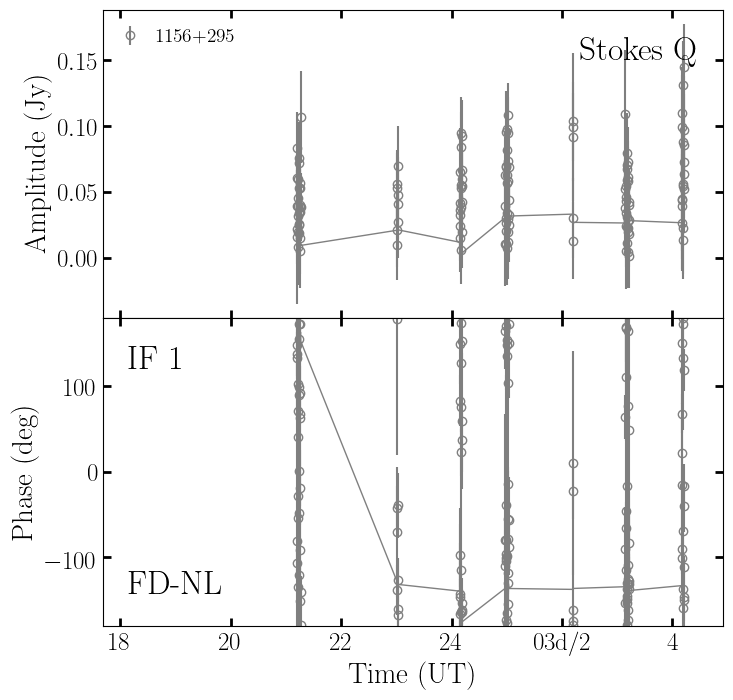 1156+295
Stokes Q
Amplitude (Jy)
0.15
0.10
0.05
0.00
IF 1
Phase (deg)
100
0
−100
FD-NL
18 20 22 24 03d/2 4
Time (UT)